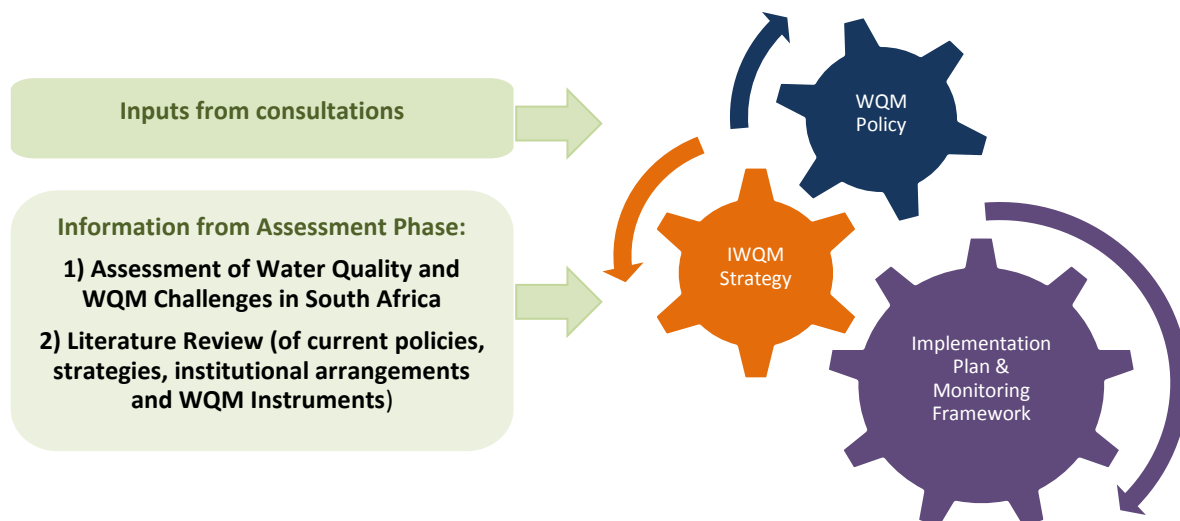 Inputs from consultations
Information from Assessment Phase:
1) Assessment of Water Quality and
WQM Challenges in South Africa
2) Literature Review (of current policies,
strategies, institutional arrangements
and WQM Instruments)
WQM
Policy
IWQM
Strategy
Implementation
Plan &
Monitoring
Framework